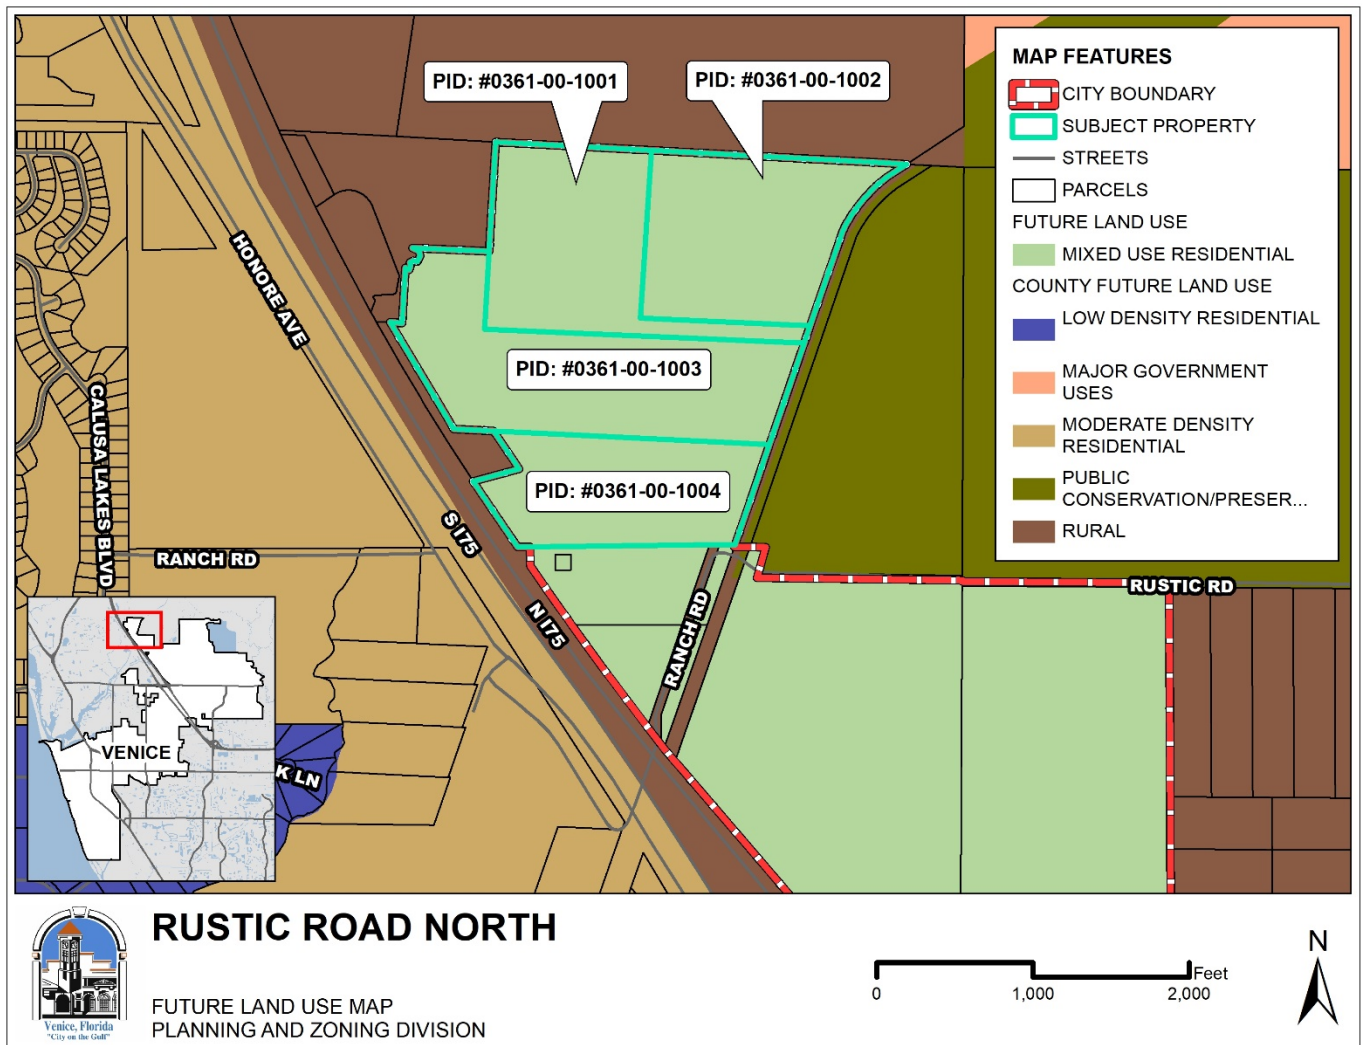 PID: #0361-00-1001
PID: #0361-00-1002
MAP FEATURES
CITY BOUNDARY
SUBJECT PROPERTY
STREETS
PARCELS
FUTURE LAND USE
MIXED USE RESIDENTIAL
COUNTY FUTURE LAND USE
LOW DENSITY RESIDENTIAL
MAJOR GOVERNMENT
USES
MODERATE DENSITY
RESIDENTIAL
PUBLIC
CONSERVATION/PRESER...
RURAL
HONORE AVE
PID: #0361-00-1003
CALUSA LAKES BLVD
PID: #0361-00-1004
S I75
RANCH RD
RUSTIC RD
N I75
RANCH RD
VENICE
K LN
RUSTIC ROAD NORTH
FUTURE LAND USE MAP
PLANNING AND ZONING DIVISION
Venice, Florida
"City on the Gulf"
Feet
0 1,000 2,000
N